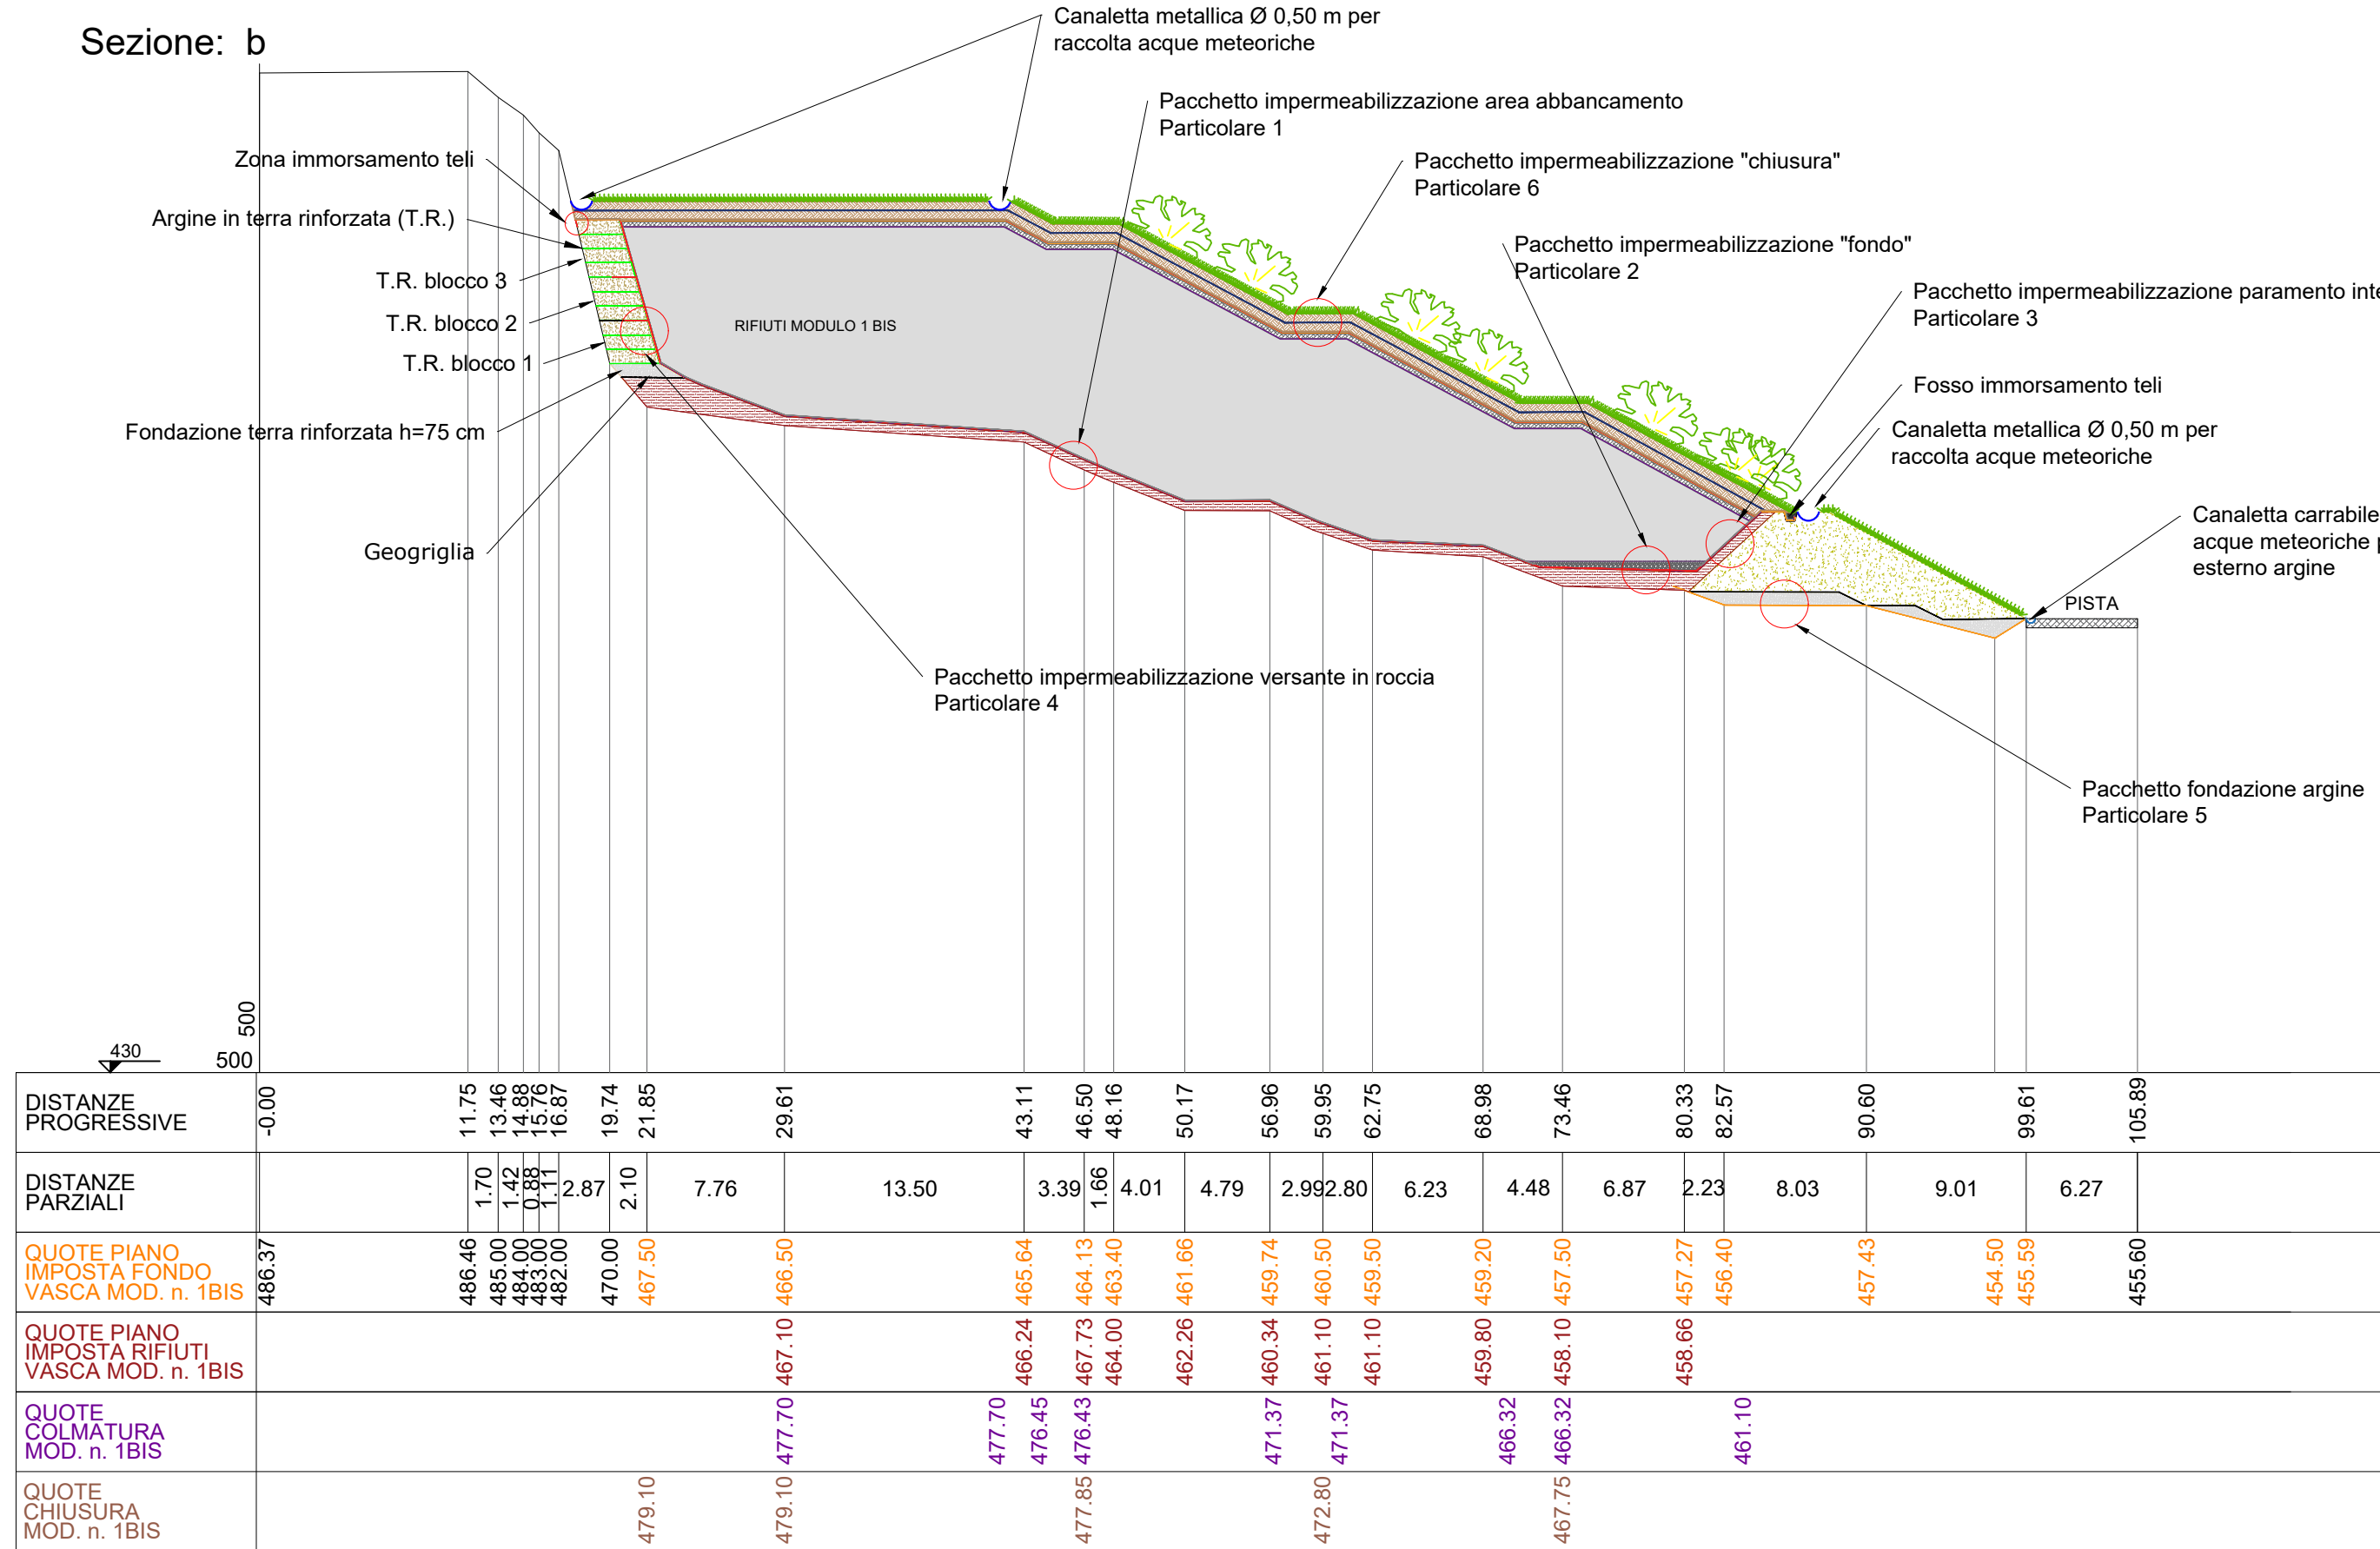 Sezione: b
Canaletta metallica Ø 0,50 m per
raccolta acque meteoriche
Pacchetto impermeabilizzazione area abbancamento
Particolare 1
Zona immorsamento teli
Pacchetto impermeabilizzazione "chiusura"
Particolare 6
Argine in terra rinforzata (T.R.)
Pacchetto impermeabilizzazione "fondo"
Particolare 2
T.R. blocco 3
Pacchetto impermeabilizzazione paramento inte
Particolare 3
T.R. blocco 2
RIFIUTI MODULO 1 BIS
T.R. blocco 1
Fosso immorsamento teli
Fondazione terra rinforzata h=75 cm
Canaletta metallica Ø 0,50 m per
raccolta acque meteoriche
Geogriglia
Canaletta carrabile
acque meteoriche p
esterno argine
PISTA
Pacchetto impermeabilizzazione versante in roccia
Particolare 4
Pacchetto fondazione argine
Particolare 5
500
500
430
DISTANZE
PROGRESSIVE
-0.00 11.75 13.46 14.88 15.76 16.87 19.74 21.85 29.61 43.11 46.50 48.16 50.17 56.96 59.95 62.75 68.98 73.46 80.33 82.57 90.60 99.61 105.89
DISTANZE
PARZIALI
1.70 1.42 0.88 1.11 2.87 2.10 7.76 13.50 3.39 1.66 4.01 4.79 2.99 2.80 6.23 4.48 6.87 2.23 8.03 9.01 6.27
QUOTE PIANO
IMPOSTA FONDO
VASCA MOD. n. 1BIS
486.37 486.46 485.00 484.00 483.00 482.00 470.00 467.50 466.50 465.64 464.13 463.40 461.66 459.74 460.50 459.50 459.20 457.50 457.27 456.40 457.43 454.50 455.59 455.60
QUOTE PIANO
IMPOSTA RIFIUTI
VASCA MOD. n. 1BIS
467.10 466.24 467.73 464.00 462.26 460.34 461.10 461.10 459.80 458.10 458.66
QUOTE
COLMATURA
MOD. n. 1BIS
477.70 477.70 476.45 476.43 471.37 471.37 466.32 466.32 461.10
QUOTE
CHIUSURA
MOD. n. 1BIS
479.10 479.10 477.85 472.80 467.75